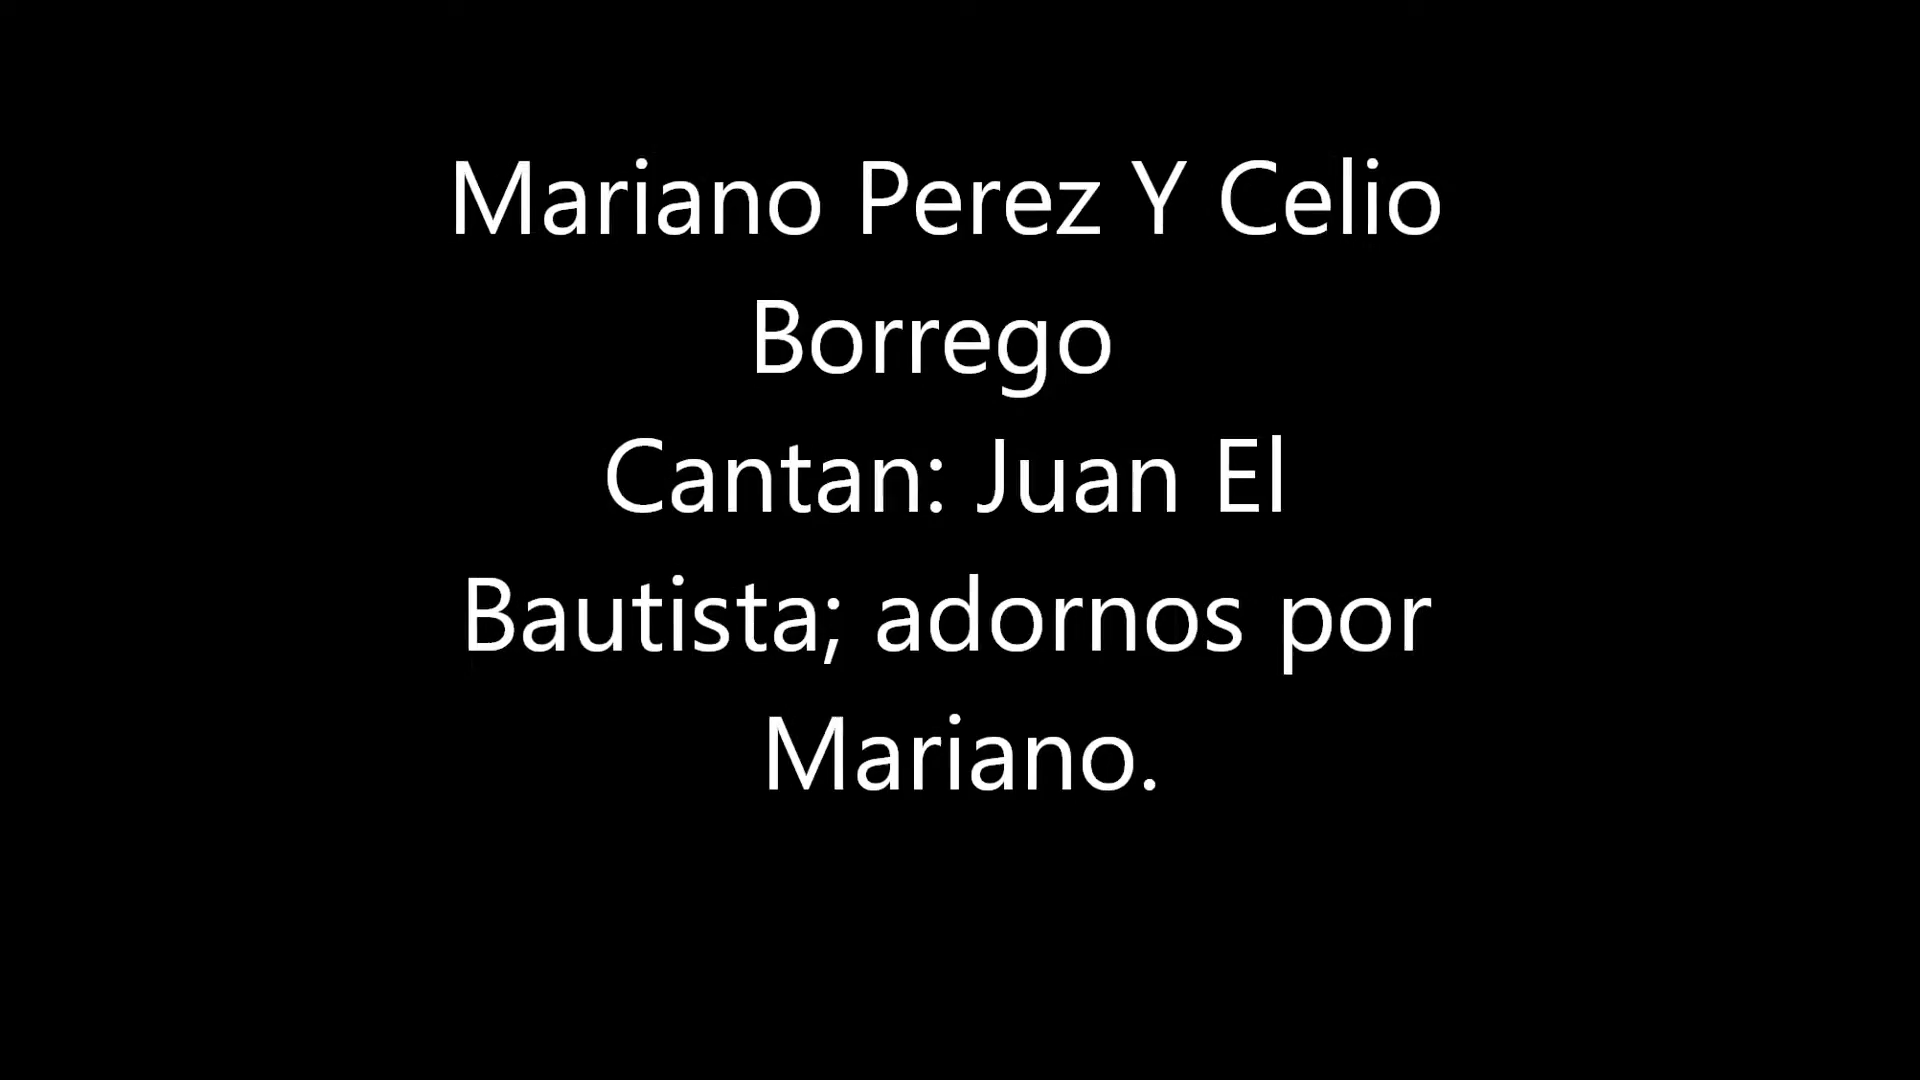 Mariano Perez Y Celio
Borrego
Cantan: Juan El
Bautista; adornos por
Mariano.